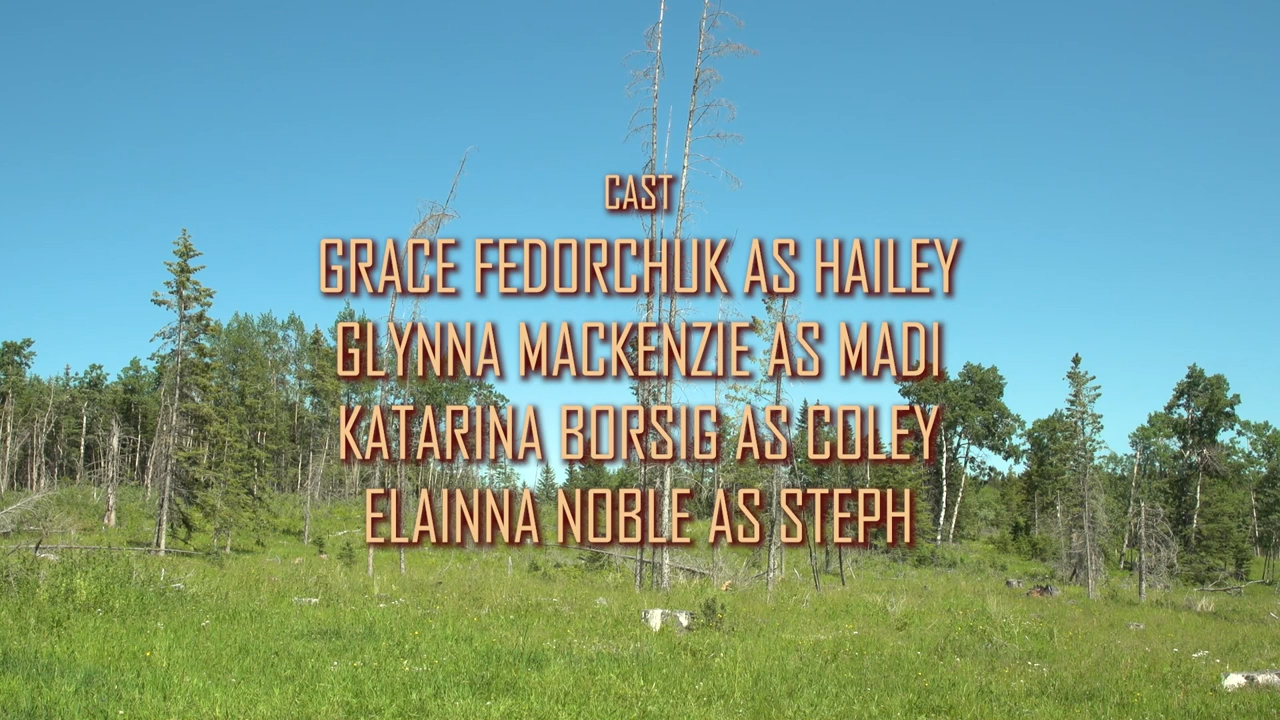 CAST
GRACE FEDORCHUK AS HAILEY
GLYNNA MACKENZIE AS MADI
KATARINA BORSIG AS COLEY
ELAINNA NOBLE AS STEPH